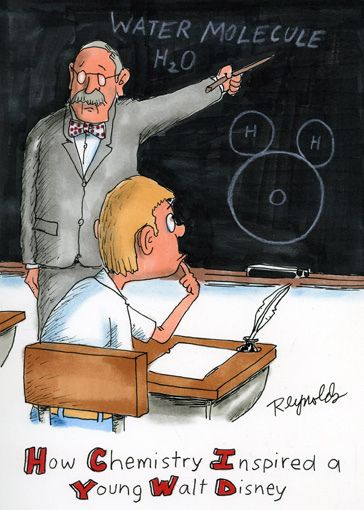 WATER MOLECULE
H2O
H H
O
Reynolds
How Chemistry Inspired a
Young Walt Disney